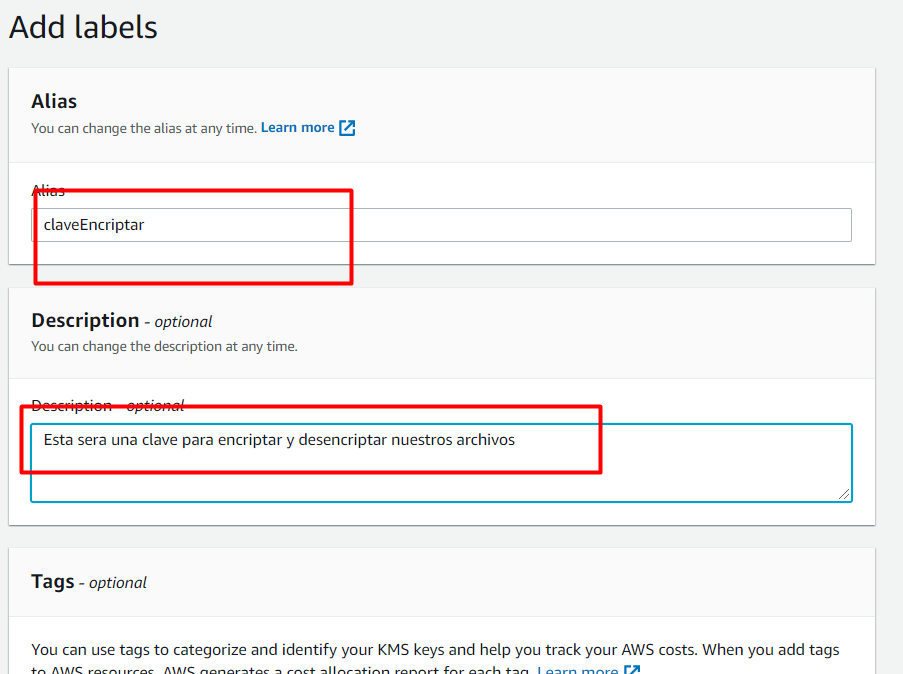 Add labels
Alias
You can change the alias at any time. Learn more
Alias
claveEncriptar
Description - optional
You can change the description at any time.
Description - optional
Esta sera una clave para encriptar y desencriptar nuestros archivos
Tags - optional
You can use tags to categorize and identify your KMS keys and help you track your AWS costs. When you add tags
to AWS resources, AWS generates a cost allocation report for each tag. Learn more